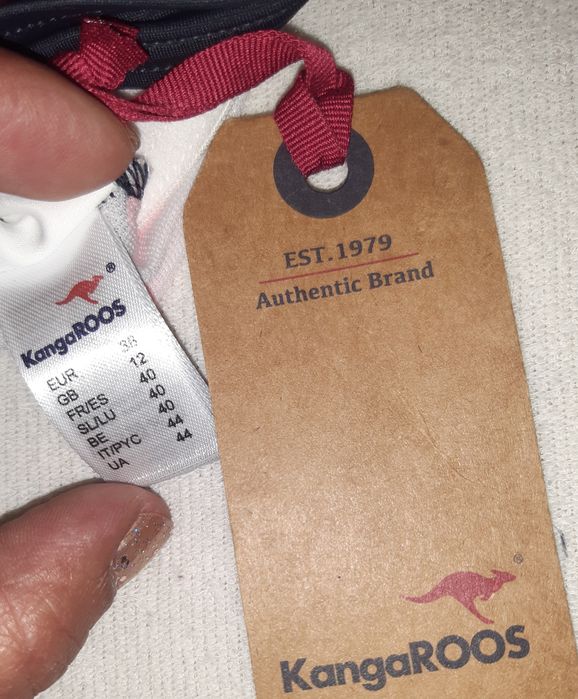 ®
KangaROOS
EUR 38
GB 12
FR/ES 40
SL/LU 40
BE 40
IT/PYC 44
UA 44
EST.1979
Authentic Brand
®
KangaROOS